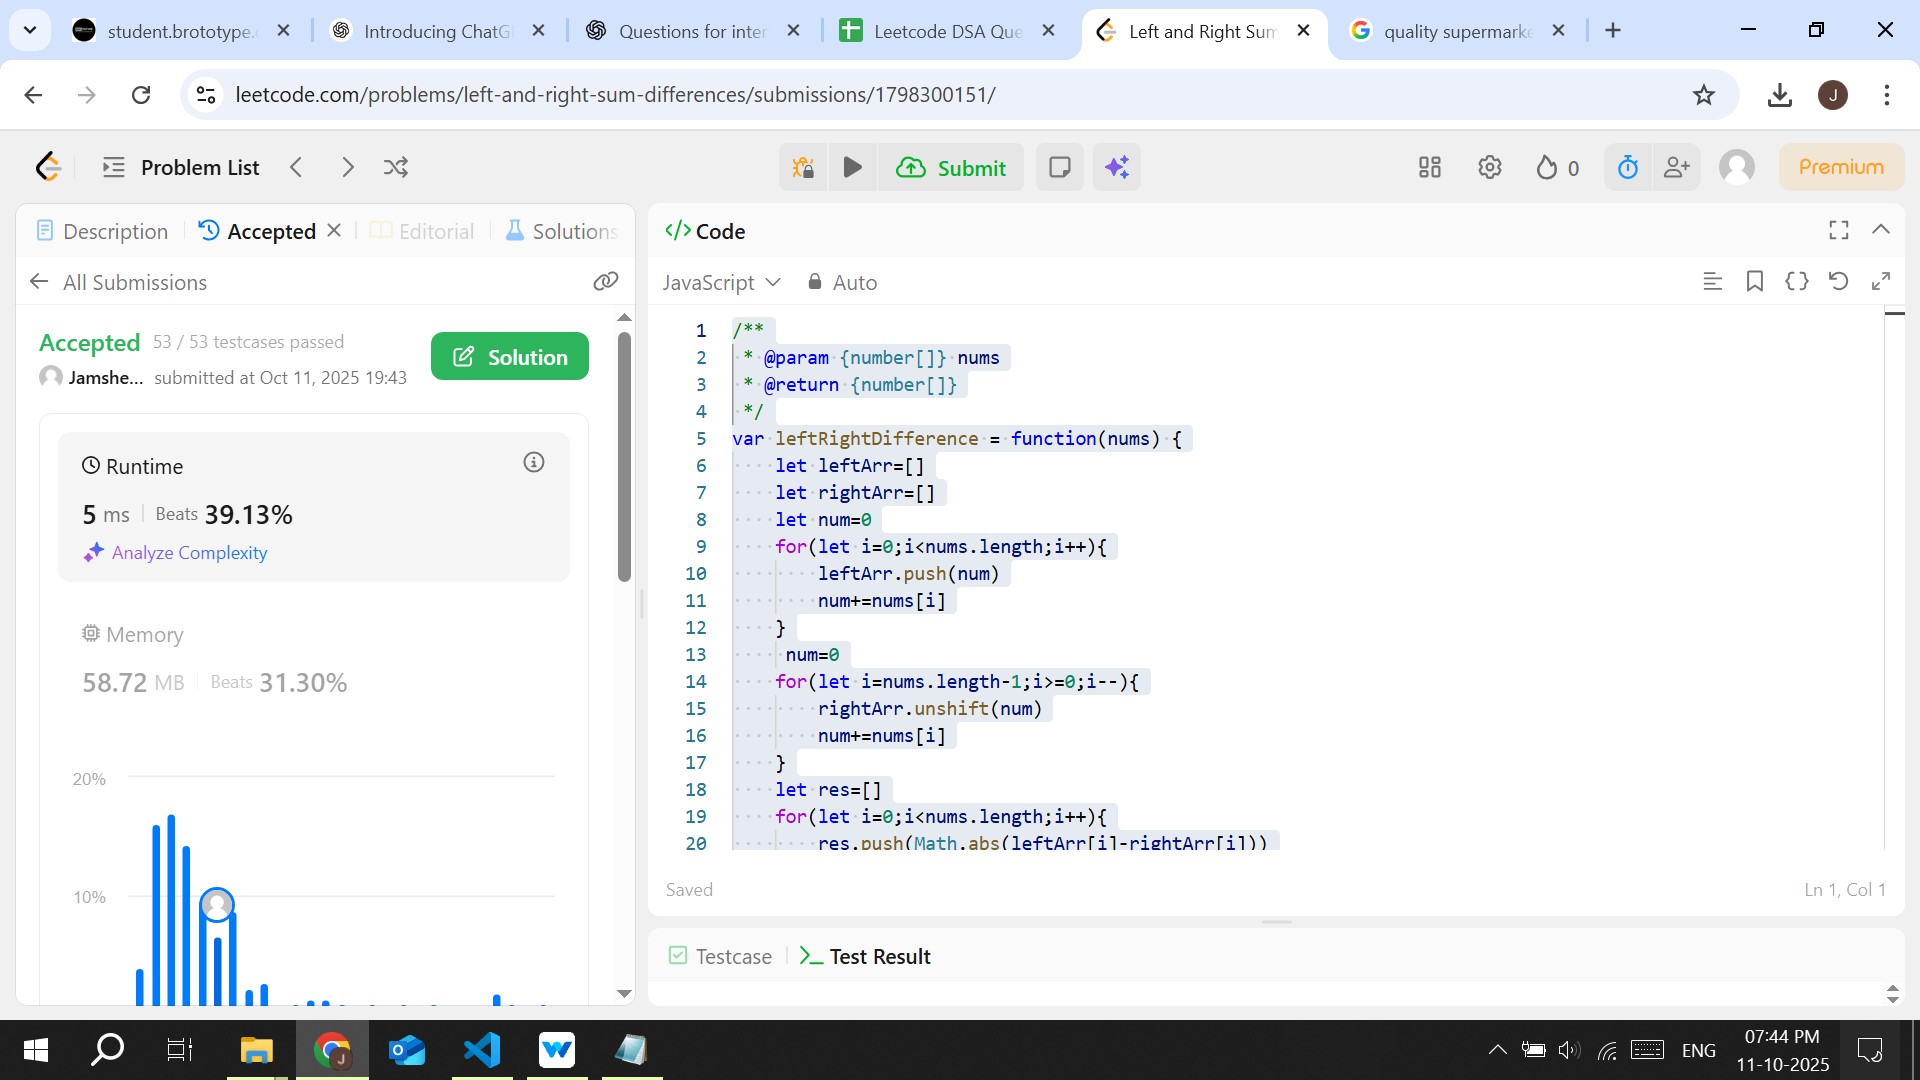 student.brototype.
Introducing ChatG
Questions for inter
Leetcode DSA Que
Left and Right Sum
quality supermarke
leetcode.com/problems/left-and-right-sum-differences/submissions/1798300151/
J
Problem List
Submit
0
Premium
Description
Accepted
Editorial
Solutions
All Submissions
Accepted 53 / 53 testcases passed
Jamshe... submitted at Oct 11, 2025 19:43
Solution
Runtime
5 ms Beats 39.13%
Analyze Complexity
Memory
58.72 MB Beats 31.30%
20%
10%
Code
JavaScript Auto
1 /**
2 * @param {number[]} nums
3 * @return {number[]}
4 */
5 var leftRightDifference = function(nums) {
6 let leftArr=[]
7 let rightArr=[]
8 let num=0
9 for(let i=0;i<nums.length;i++){
10 leftArr.push(num)
11 num+=nums[i]
12 }
13 num=0
14 for(let i=nums.length-1;i>=0;i--){
15 rightArr.unshift(num)
16 num+=nums[i]
17 }
18 let res=[]
19 for(let i=0;i<nums.length;i++){
20 res.push(Math.abs(leftArr[i]-rightArr[i]))
Saved
Ln 1, Col 1
Testcase
Test Result
J
ENG
07:44 PM
11-10-2025